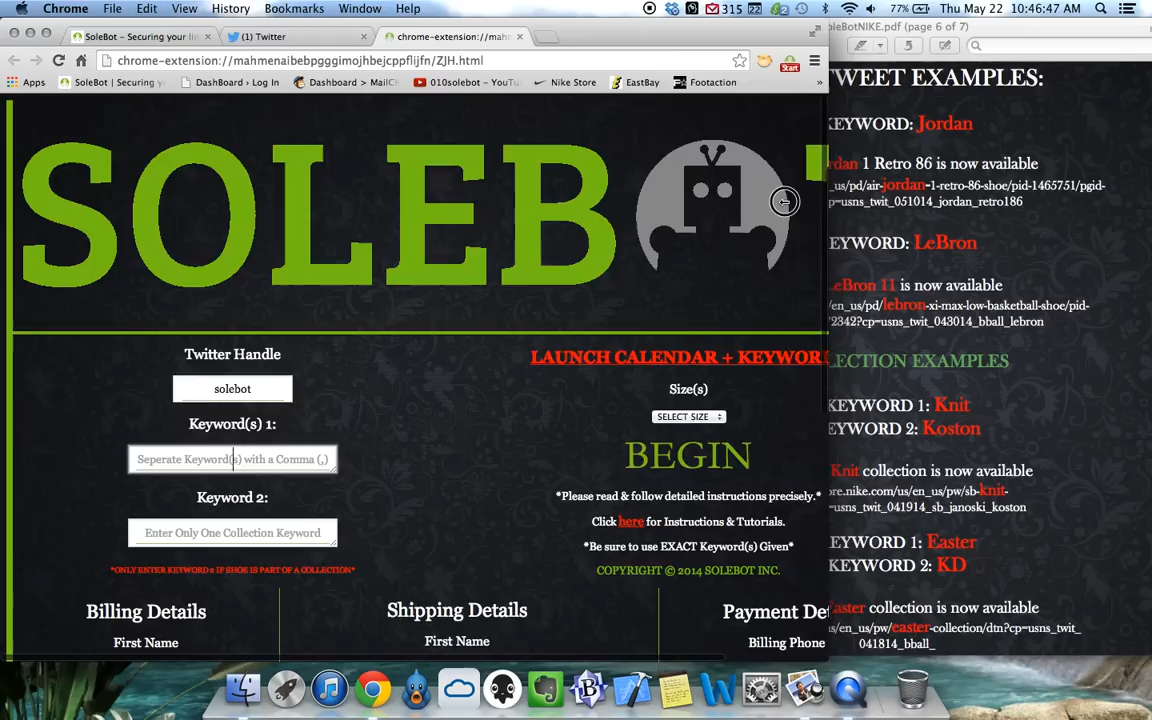 Chrome File Edit View History Bookmarks Window Help 315 22 2 77% Thu May 22 10:46:47 AM
SoleBot – Securing your li
(1) Twitter
chrome-extension://mahm
chrome-extension://mahmenaibebpgggimojhbejcppflijfn/ZJH.html
Start
Apps SoleBot | Securing y DashBoard › Log In DashBoard > MailC 010solebot - YouTu Nike Store EastBay Footaction »
SOLEB
Twitter Handle
solebot
Keyword(s) 1:
Seperate Keyword(s) with a Comma (,)
Keyword 2:
Enter Only One Collection Keyword
*ONLY ENTER KEYWORD 2 IF SHOE IS PART OF A COLLECTION*
LAUNCH CALENDAR + KEYWOR
Size(s)
SELECT SIZE
BEGIN
*Please read & follow detailed instructions precisely.*
Click here for Instructions & Tutorials.
*Be sure to use EXACT Keyword(s) Given*
COPYRIGHT © 2014 SOLEBOT INC.
Billing Details
First Name
Shipping Details
First Name
Payment De
Billing Phone
oleBotNIKE.pdf (page 6 of 7)
TWEET EXAMPLES:
KEYWORD: Jordan
rdan 1 Retro 86 is now available
_us/pd/air-jordan-1-retro-86-shoe/pid-1465751/pgid-
p=usns_twit_051014_jordan_retro186
EYWORD: LeBron
LeBron 11 is now available
/en_us/pd/lebron-xi-max-low-basketball-shoe/pid-
2342?cp=usns_twit_043014_bball_lebron
LECTION EXAMPLES
KEYWORD 1: Knit
KEYWORD 2: Koston
Knit collection is now available
ore.nike.com/us/en_us/pw/sb-knit-
=usns_twit_041914_sb_janoski_koston
EYWORD 1: Easter
EYWORD 2: KD
Easter collection is now available
s/en_us/pw/easter-collection/dtn?cp=usns_twit_
041814_bball_